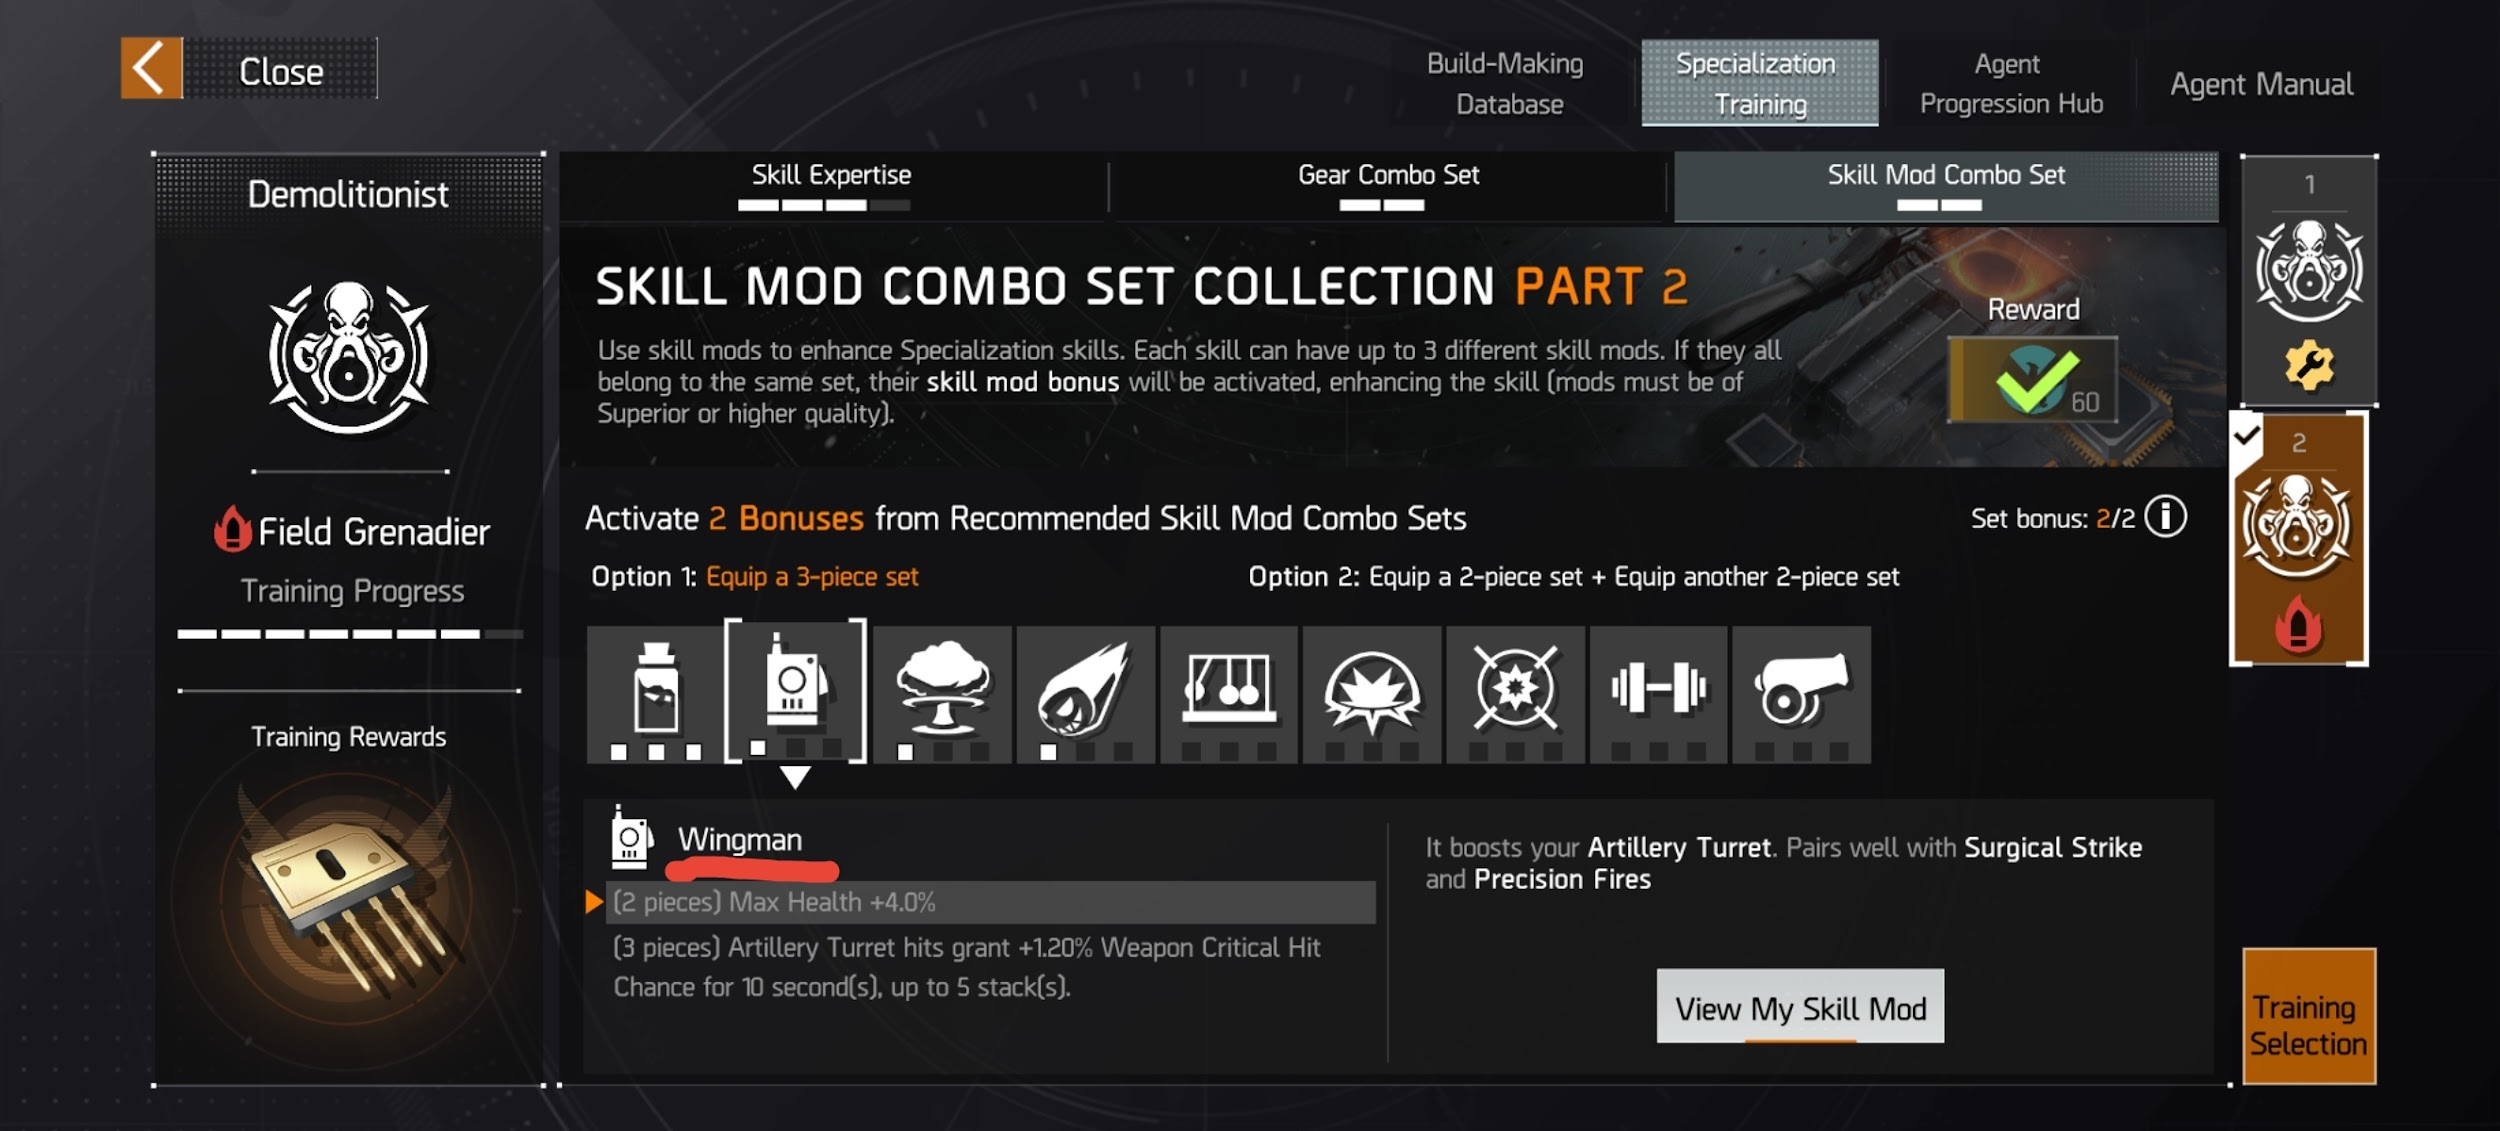 Close
Build-Making
Database
Specialization
Training
Agent
Progression Hub
Agent Manual
Demolitionist
Field Grenadier
Training Progress
Training Rewards
Skill Expertise
Gear Combo Set
Skill Mod Combo Set
SKILL MOD COMBO SET COLLECTION PART 2
Use skill mods to enhance Specialization skills. Each skill can have up to 3 different skill mods. If they all
belong to the same set, their skill mod bonus will be activated, enhancing the skill (mods must be of
Superior or higher quality).
Reward
60
Activate 2 Bonuses from Recommended Skill Mod Combo Sets
Set bonus: 2/2
Option 1: Equip a 3-piece set
Option 2: Equip a 2-piece set + Equip another 2-piece set
Wingman
(2 pieces) Max Health +4.0%
(3 pieces) Artillery Turret hits grant +1.20% Weapon Critical Hit
Chance for 10 second(s), up to 5 stack(s).
It boosts your Artillery Turret. Pairs well with Surgical Strike
and Precision Fires
View My Skill Mod
1
2
Training
Selection